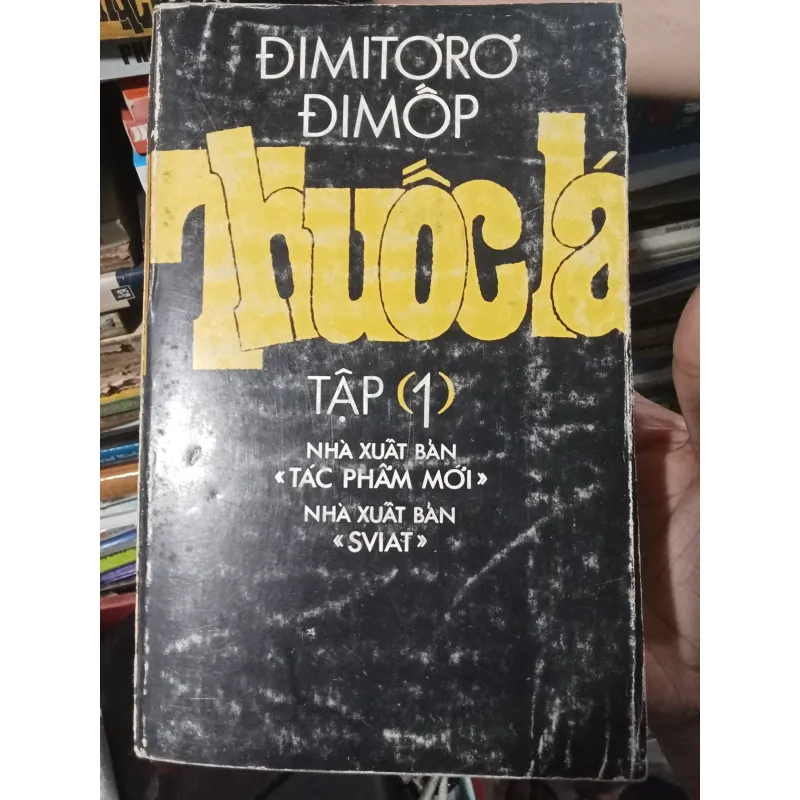 ĐIMITƠRƠ
ĐIMỐP
Thuốc lá
TẬP (1)
NHÀ XUẤT BẢN
«TÁC PHẨM MỚI»
NHÀ XUẤT BẢN
«SVIAT»